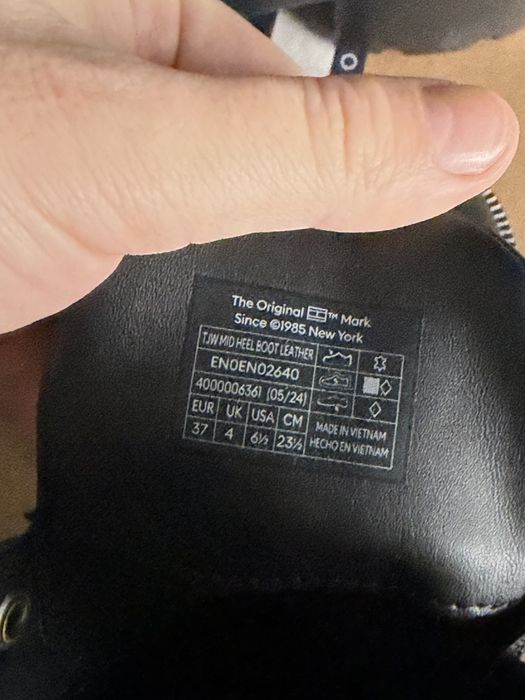 The Original ™ Mark
Since ©1985 New York
TJW MID HEEL BOOT LEATHER
EN0EN02640
4000006361 (05/24)
EUR UK USA CM
37 4 6½ 23½
MADE IN VIETNAM
HECHO EN VIETNAM